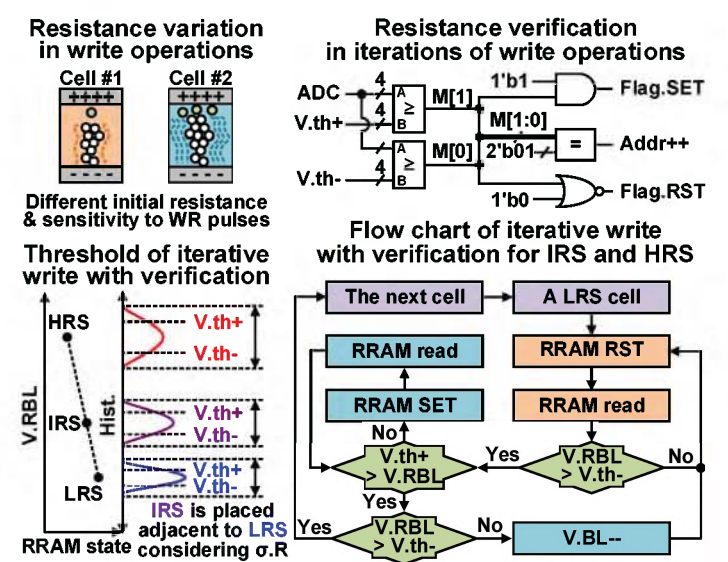 Resistance variation
in write operations
Cell #1
Cell #2
++++
++++
- - - -
- - - -
Different initial resistance
& sensitivity to WR pulses
Resistance verification
in iterations of write operations
ADC
4
A
≥
B
M[1]
1'b1
Flag.SET
V.th+
4
M[1:0]
2'b01
=
Addr++
A
≥
B
M[0]
V.th-
4
1'b0
Flag.RST
Threshold of iterative
write with verification
V.RBL
HRS
IRS
LRS
RRAM state
Hist.
V.th+
V.th-
V.th+
V.th-
V.th+
V.th-
IRS is placed
adjacent to LRS
considering σ.R
Flow chart of iterative write
with verification for IRS and HRS
The next cell
A LRS cell
RRAM read
RRAM RST
RRAM SET
RRAM read
No
V.th+
> V.RBL
Yes
V.RBL
> V.th-
No
Yes
Yes
V.RBL
> V.th-
No
V.BL--